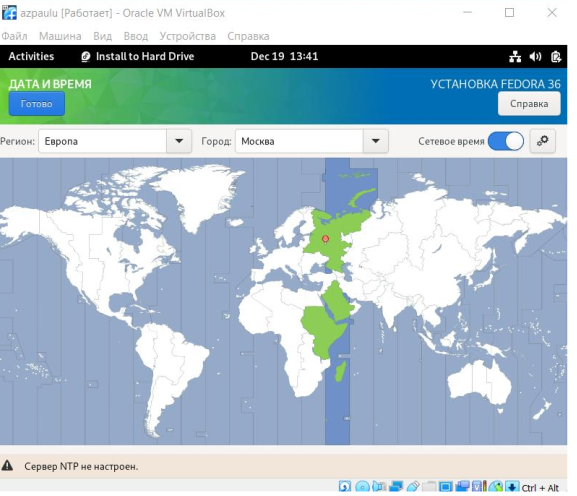 azpaulu [Работает] - Oracle VM VirtualBox
Файл Машина Вид Ввод Устройства Справка
Activities Install to Hard Drive Dec 19 13:41
ДАТА И ВРЕМЯ УСТАНОВКА FEDORA 36
Готово Справка
Регион: Европа Город: Москва Сетевое время
Сервер NTP не настроен.
Ctrl + Alt